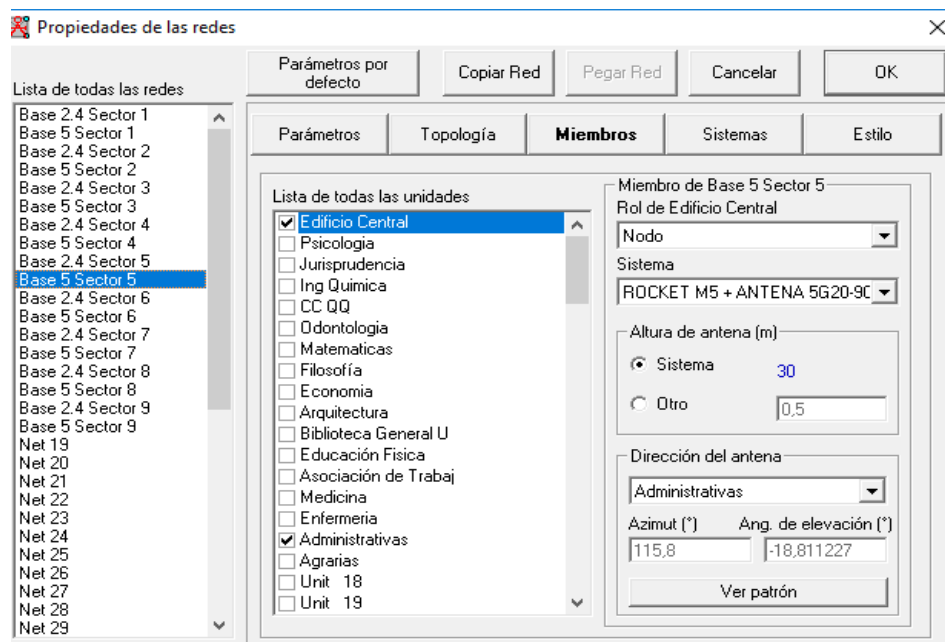 Propiedades de las redes
Parámetros por defecto
Copiar Red
Pegar Red
Cancelar
OK
Lista de todas las redes
Base 2.4 Sector 1
Base 5 Sector 1
Base 2.4 Sector 2
Base 5 Sector 2
Base 2.4 Sector 3
Base 5 Sector 3
Base 2.4 Sector 4
Base 5 Sector 4
Base 2.4 Sector 5
Base 5 Sector 5
Base 2.4 Sector 6
Base 5 Sector 6
Base 2.4 Sector 7
Base 5 Sector 7
Base 2.4 Sector 8
Base 5 Sector 8
Base 2.4 Sector 9
Base 5 Sector 9
Net 19
Net 20
Net 21
Net 22
Net 23
Net 24
Net 25
Net 26
Net 27
Net 28
Net 29
Parámetros
Topología
Miembros
Sistemas
Estilo
Lista de todas las unidades
Edificio Central
Psicologia
Jurisprudencia
Ing Quimica
CC QQ
Odontologia
Matematicas
Filosofía
Economia
Arquitectura
Biblioteca General U
Educación Fisica
Asociación de Trabaj
Medicina
Enfermeria
Administrativas
Agrarias
Unit 18
Unit 19
Miembro de Base 5 Sector 5
Rol de Edificio Central
Nodo
Sistema
ROCKET M5 + ANTENA 5G20-90
Altura de antena (m)
Sistema 30
Otro 0,5
Dirección del antena
Administrativas
Azimut (°) Ang. de elevación (°)
115,8 -18,811227
Ver patrón